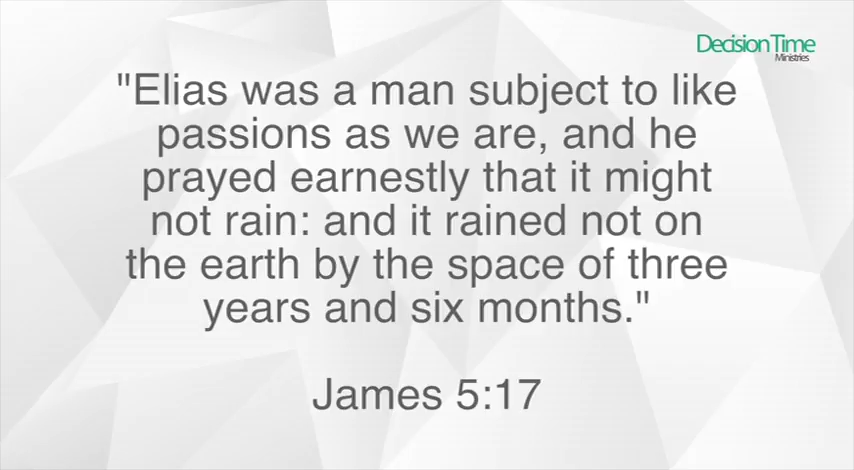 DecisionTime
Ministries
"Elias was a man subject to like
passions as we are, and he
prayed earnestly that it might
not rain: and it rained not on
the earth by the space of three
years and six months."
James 5:17